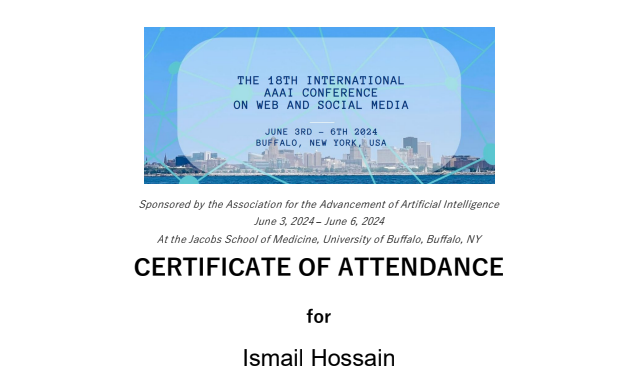 THE 18TH INTERNATIONAL
AAAI CONFERENCE
ON WEB AND SOCIAL MEDIA
JUNE 3RD – 6TH 2024
BUFFALO, NEW YORK, USA
Sponsored by the Association for the Advancement of Artificial Intelligence
June 3, 2024 – June 6, 2024
At the Jacobs School of Medicine, University of Buffalo, Buffalo, NY
CERTIFICATE OF ATTENDANCE
for
Ismail Hossain